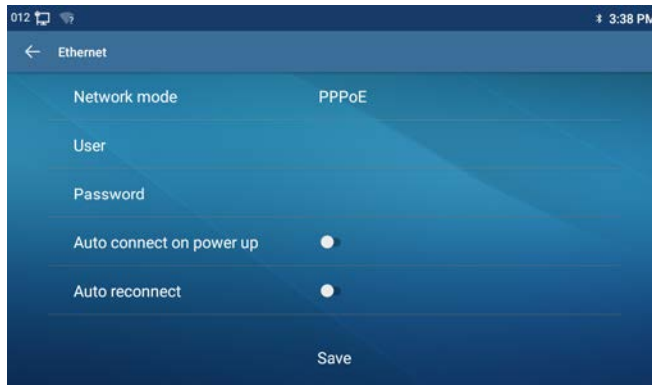 012 3:38 PM
Ethernet
Network mode PPPoE
User
Password
Auto connect on power up
Auto reconnect
Save